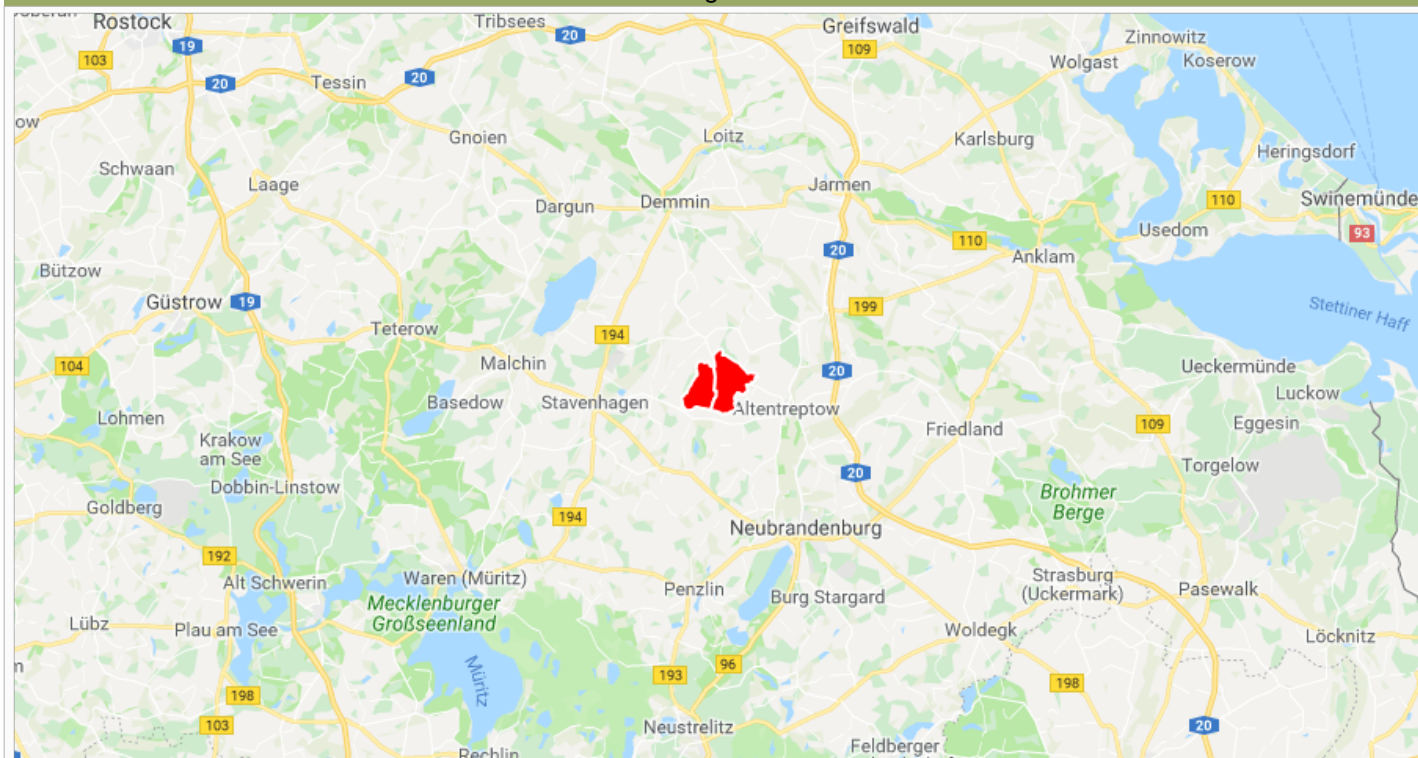 Rostock
Tribsees
20
Greifswald
109
Zinnowitz
19
103
Wolgast
Koserow
20
Tessin
20
ow
Gnoien
Loitz
Karlsburg
Heringsdorf
Schwaan
Laage
Jarmen
Dargun
Demmin
110
Swinemünde
Usedom
93
20
110
Anklam
Bützow
Güstrow
19
199
Stettiner Haff
Teterow
194
104
Malchin
20
Ueckermünde
Luckow
Basedow
Stavenhagen
Altentreptow
Lohmen
Friedland
109
Eggesin
Krakow
am See
Torgelow
20
Dobbin-Linstow
Goldberg
Brohmer
Berge
194
Neubrandenburg
192
Alt Schwerin
Waren (Müritz)
Penzlin
Burg Stargard
Strasburg
(Uckermark)
Pasewalk
Mecklenburger
Großseenland
Lübz
Plau am See
Woldegk
Löcknitz
Müritz
193
96
198
198
103
Neustrelitz
20
Feldberger
Rechlin